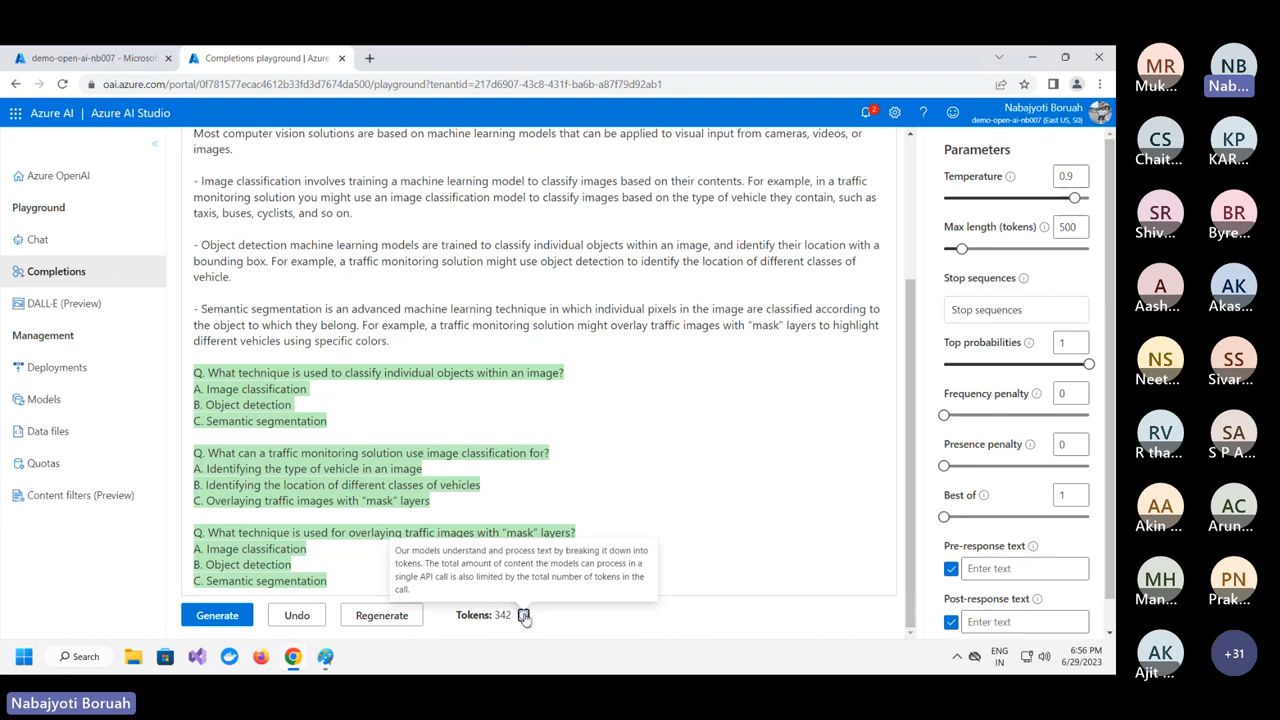 demo-open-ai-nb007 - Microsof
Completions playground | Azure
oai.azure.com/portal/0f781577ecac4612b33fd3d7674da500/playground?tenantid=217d6907-43c8-431f-ba6b-a87f79d92ab1
Azure AI | Azure AI Studio
2
Nabajyoti Boruah
demo-open-ai-nb007 (East US, S0)
Azure OpenAI
Playground
Chat
Completions
DALL·E (Preview)
Management
Deployments
Models
Data files
Quotas
Content filters (Preview)
Most computer vision solutions are based on machine learning models that can be applied to visual input from cameras, videos, or
images.
- Image classification involves training a machine learning model to classify images based on their contents. For example, in a traffic
monitoring solution you might use an image classification model to classify images based on the type of vehicle they contain, such as
taxis, buses, cyclists, and so on.
- Object detection machine learning models are trained to classify individual objects within an image, and identify their location with a
bounding box. For example, a traffic monitoring solution might use object detection to identify the location of different classes of
vehicle.
- Semantic segmentation is an advanced machine learning technique in which individual pixels in the image are classified according to
the object to which they belong. For example, a traffic monitoring solution might overlay traffic images with "mask" layers to highlight
different vehicles using specific colors.
Q. What technique is used to classify individual objects within an image?
A. Image classification
B. Object detection
C. Semantic segmentation
Q. What can a traffic monitoring solution use image classification for?
A. Identifying the type of vehicle in an image
B. Identifying the location of different classes of vehicles
C. Overlaying traffic images with "mask" layers
Q. What technique is used for overlaying traffic images with "mask" layers?
A. Image classification
B. Object detection
C. Semantic segmentation
Our models understand and process text by breaking it down into
tokens. The total amount of content the models can process in a
single API call is also limited by the total number of tokens in the
call.
Generate
Undo
Regenerate
Tokens: 342
Parameters
Temperature
0.9
Max length (tokens)
500
Stop sequences
Stop sequences
Top probabilities
1
Frequency penalty
0
Presence penalty
0
Best of
1
Pre-response text
Enter text
Post-response text
Enter text
Search
ENG
IN
6:56 PM
6/29/2023
MR
Muk...
NB
Nab...
CS
Chait...
KP
KAR...
SR
Shiv...
BR
Byre...
A
Aash...
AK
Akas...
NS
Neet...
SS
Sivar...
RV
R tha...
SA
S P A...
AA
Akin ...
AC
Arun...
MH
Man...
PN
Prak...
AK
Ajit ...
+31
Nabajyoti Boruah